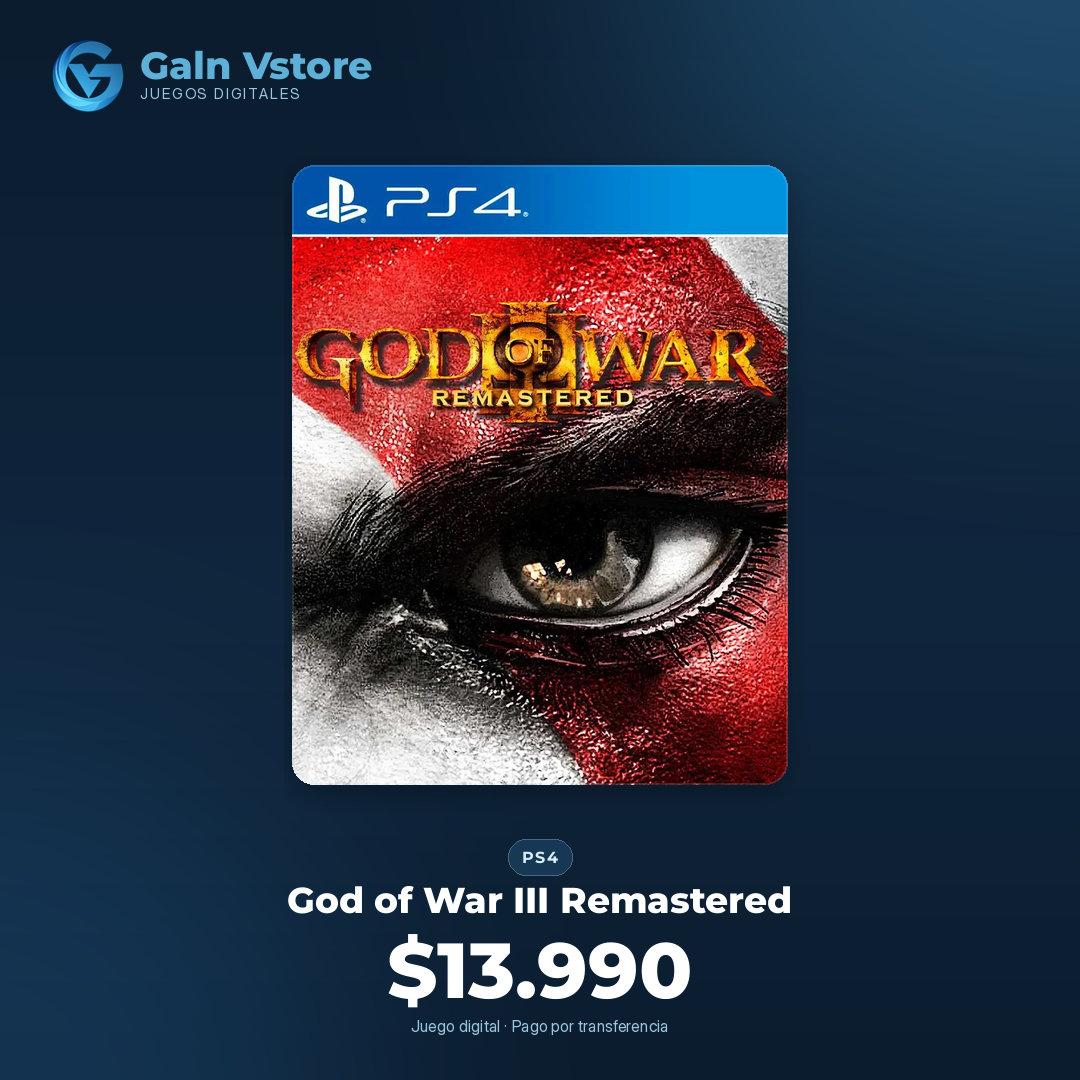 GaIn Vstore
JUEGOS DIGITALES
PS4
GOD OF WAR
III
REMASTERED
PS4
God of War III Remastered
$13.990
Juego digital · Pago por transferencia